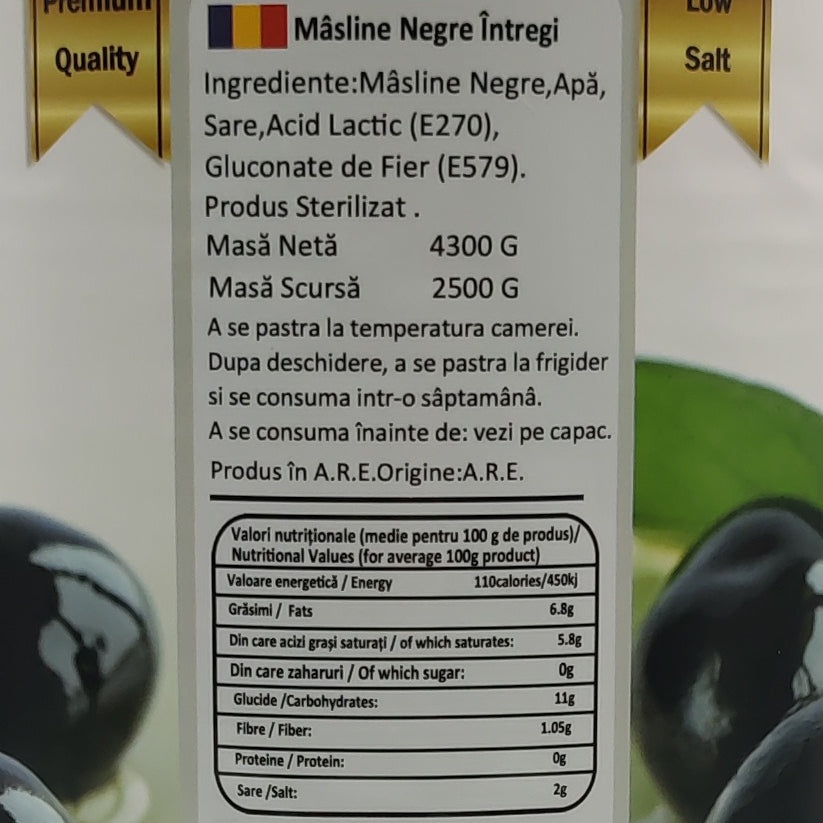 Premium
Quality
Low
Salt
Mâsline Negre Întregi
Ingrediente:Mâsline Negre,Apă,
Sare,Acid Lactic (E270),
Gluconate de Fier (E579).
Produs Sterilizat .
Masă Netă 4300 G
Masă Scursă 2500 G
A se pastra la temperatura camerei.
Dupa deschidere, a se pastra la frigider
si se consuma intr-o sâptamânâ.
A se consuma înainte de: vezi pe capac.
Produs în A.R.E.Origine:A.R.E.
Valori nutriționale (medie pentru 100 g de produs)/
Nutritional Values (for average 100g product)
Valoare energetică / Energy 110calories/450kj
Grăsimi / Fats 6.8g
Din care acizi grași saturați / of which saturates: 5.8g
Din care zaharuri / Of which sugar: 0g
Glucide /Carbohydrates: 11g
Fibre / Fiber: 1.05g
Proteine / Protein: 0g
Sare /Salt: 2g